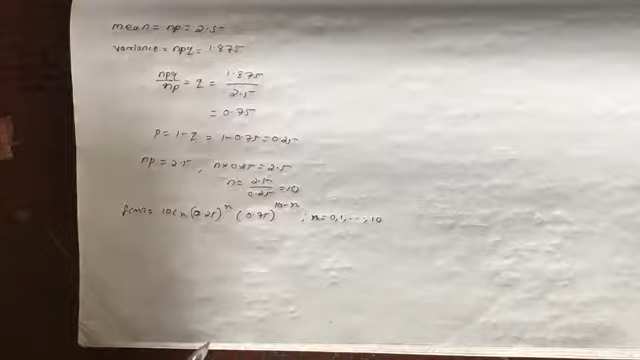 mean = np = 2.5
variance = npq = 1.875
npq/np = q = 1.875/2.5
= 0.75
p = 1-q = 1-0.75 = 0.25
np = 2.5, n×0.25 = 2.5
n = 2.5/0.25 = 10
p(x) = 10Cx (0.25)^x (0.75)^10-x ; x=0,1,...,10